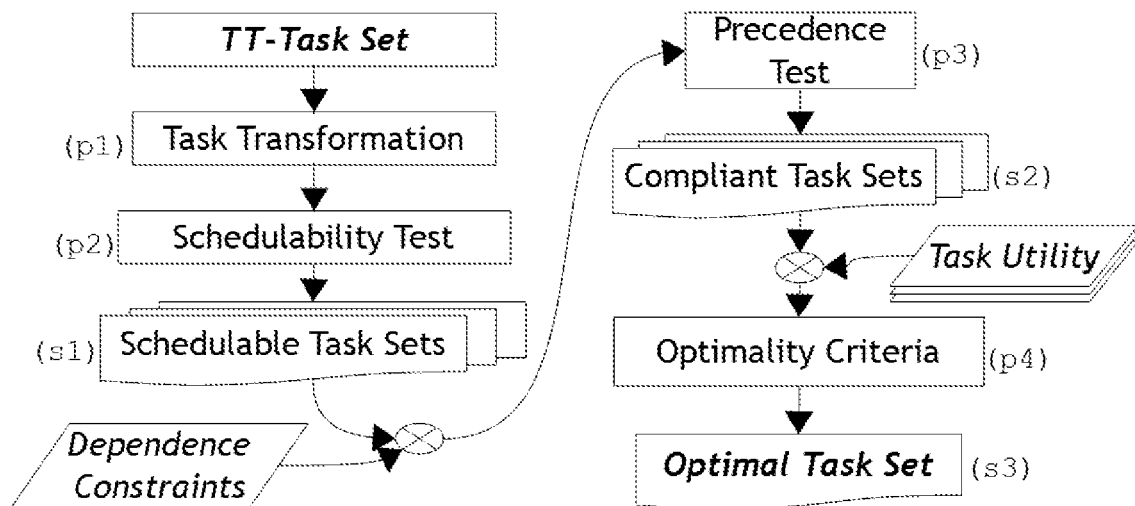 TT-Task Set
(p1)
Task Transformation
(p2)
Schedulability Test
(s1)
Schedulable Task Sets
Dependence
Constraints
Precedence
Test
(p3)
Compliant Task Sets
(s2)
Task Utility
Optimality Criteria
(p4)
Optimal Task Set
(s3)